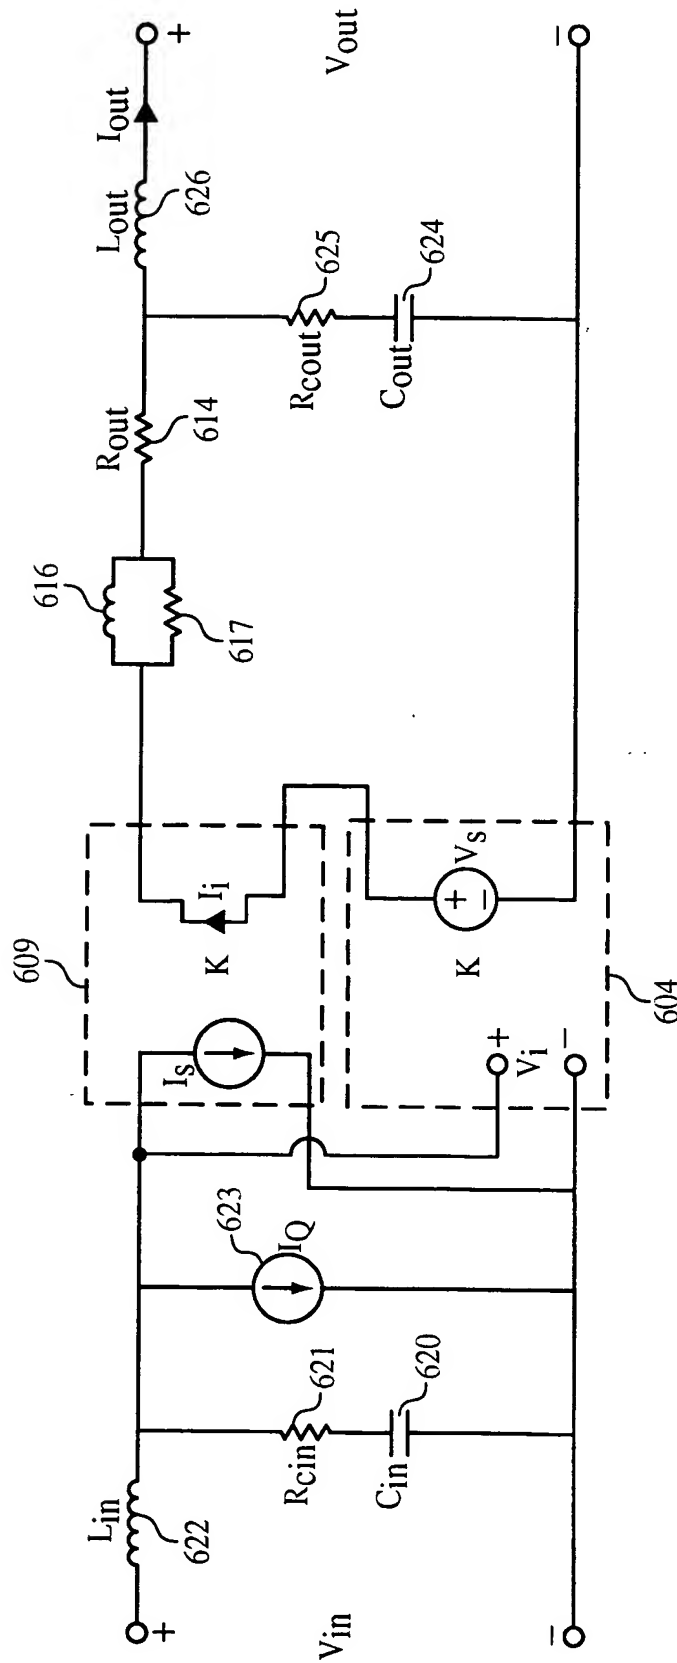 +
Vin
−
Lin
622
Rcin
621
Cin
620
623
IQ
609
Is
K
Ii
+
Vi
−
K
+
−
Vs
604
616
617
Rout
614
Rcout
625
Cout
624
Lout
626
Iout
+
Vout
−